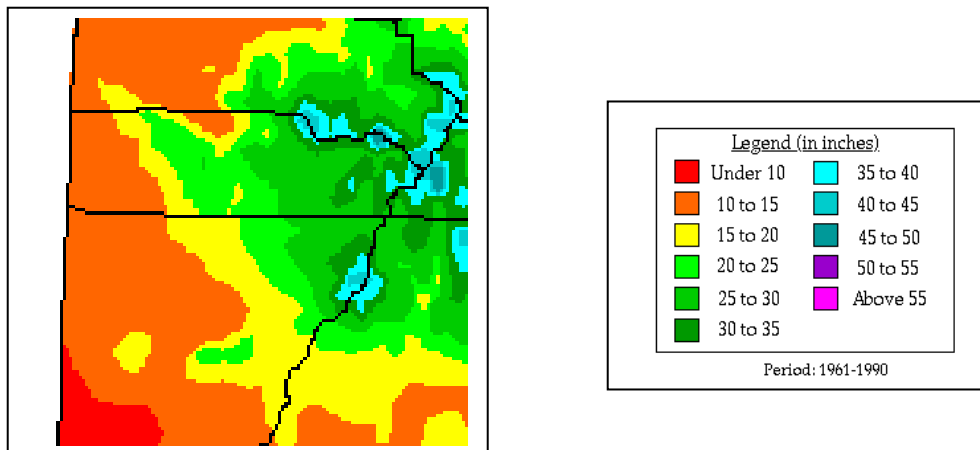 Legend (in inches)
Under 10
10 to 15
15 to 20
20 to 25
25 to 30
30 to 35
35 to 40
40 to 45
45 to 50
50 to 55
Above 55
Period: 1961-1990